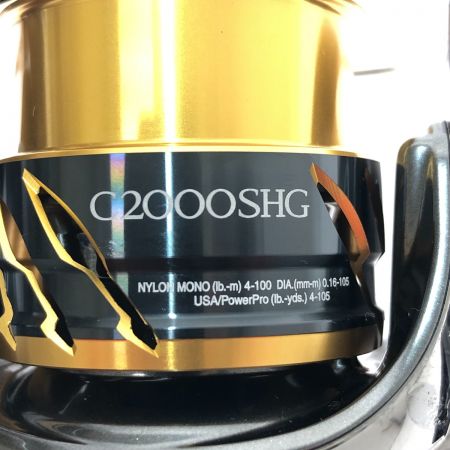 C2000SHG
NYLON MONO (lb.-m) 4-100 DIA.(mm-m) 0.16-105
USA/PowerPro (lb.-yds.) 4-105